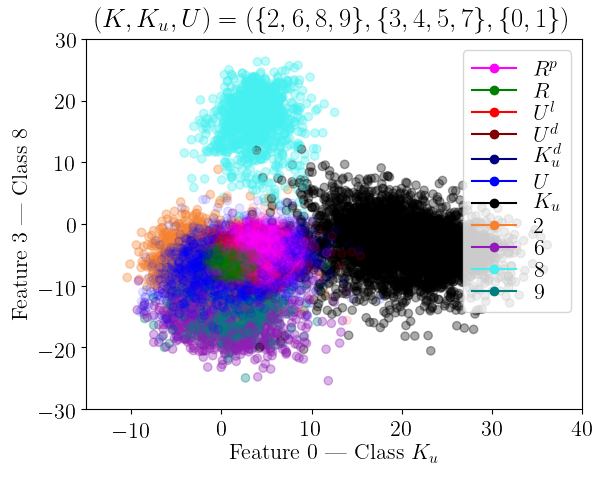 (K, K_u, U) = ({2, 6, 8, 9}, {3, 4, 5, 7}, {0, 1})
30
20
10
0
−10
−20
−30
Feature 3 — Class 8
R^p
R
U^l
U^d
K_u^d
U
K_u
2
6
8
9
−10
0
10
20
30
40
Feature 0 — Class K_u